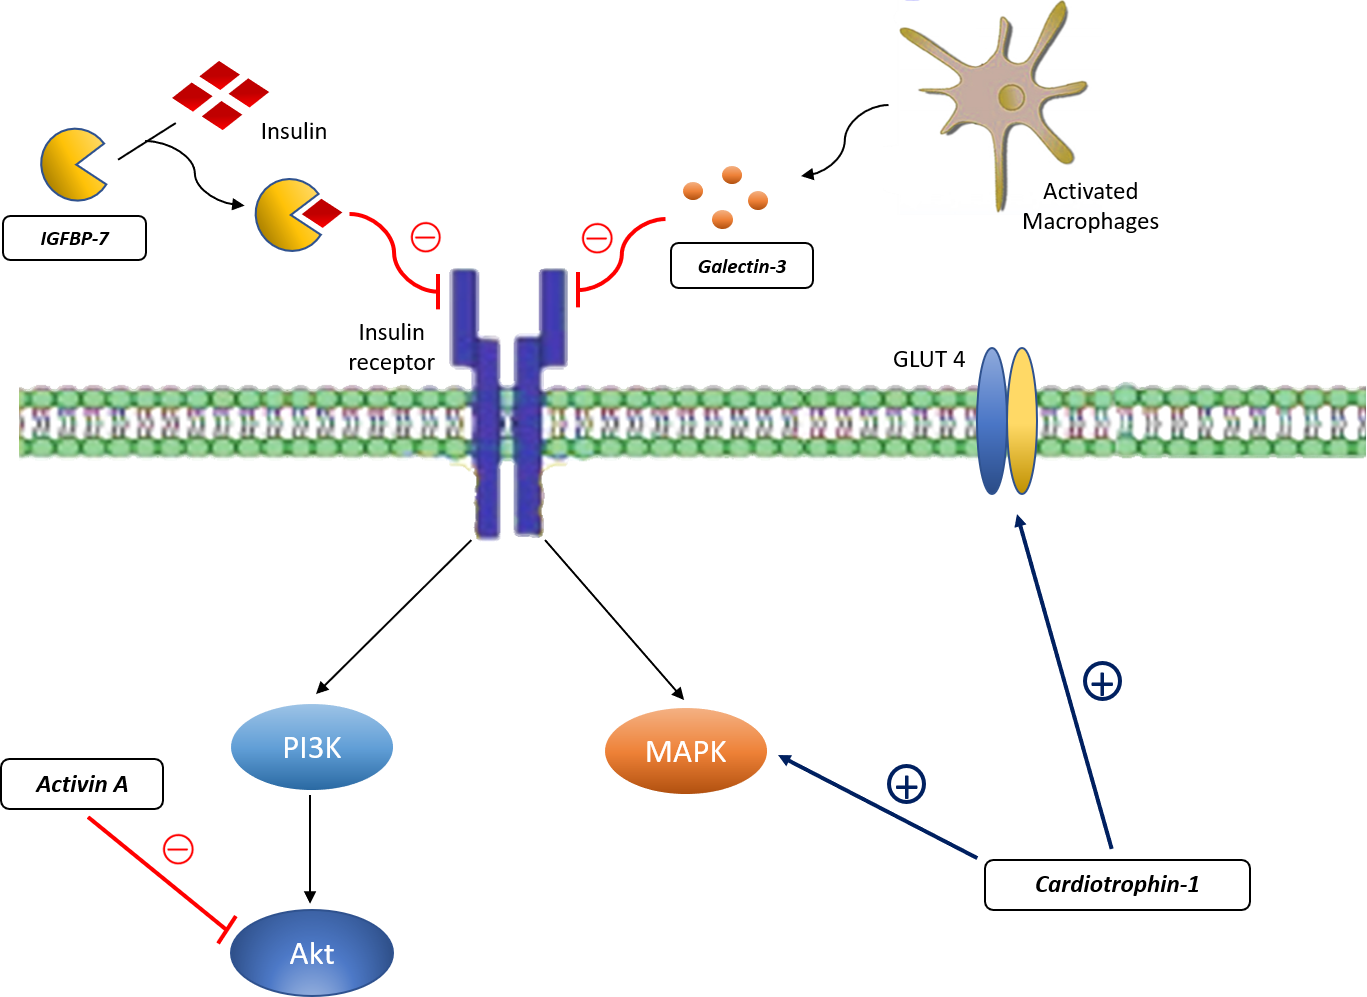 Insulin
IGFBP-7
Activated
Macrophages
Galectin-3
Insulin
receptor
GLUT 4
PI3K
MAPK
Activin A
Cardiotrophin-1
Akt